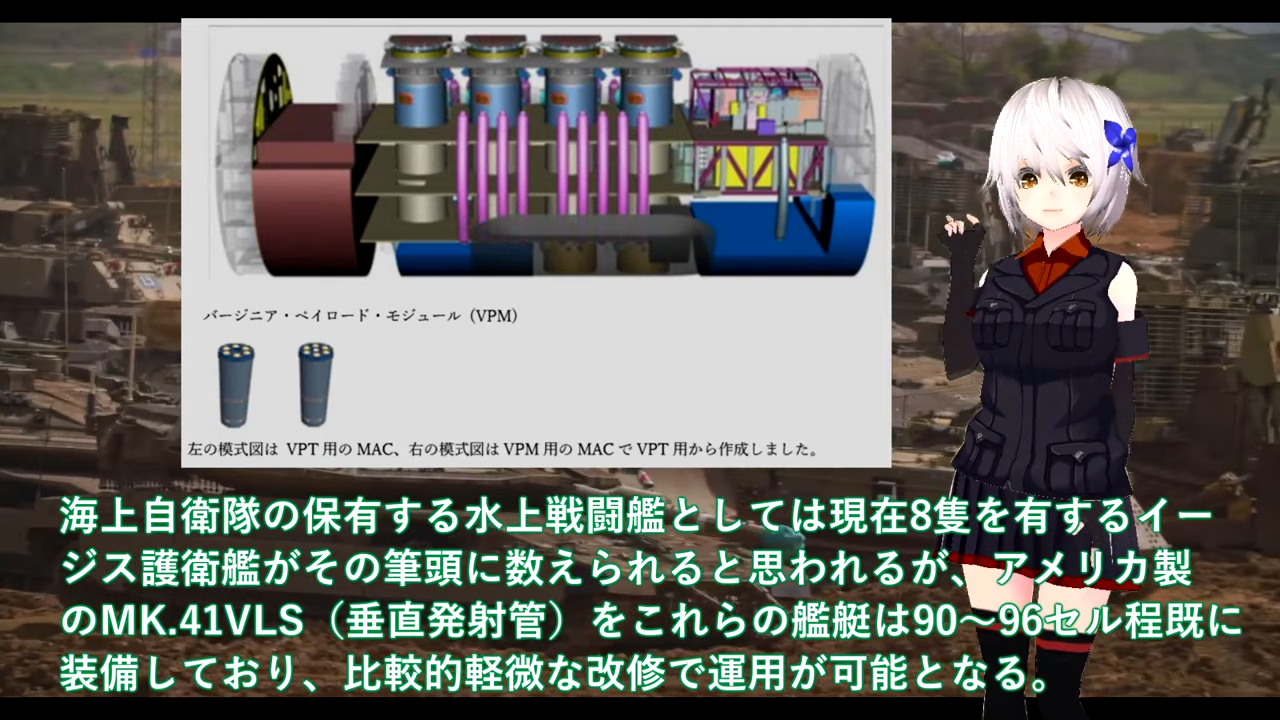 バージニア・ペイロード・モジュール（VPM）
左の模式図は VPT 用の MAC、右の模式図は VPM 用の MAC で VPT 用から作成しました。
海上自衛隊の保有する水上戦闘艦としては現在8隻を有するイー
ジス護衛艦がその筆頭に数えられると思われるが、アメリカ製
のMK.41VLS（垂直発射管）をこれらの艦艇は90～96セル程既に
装備しており、比較的軽微な改修で運用が可能となる。